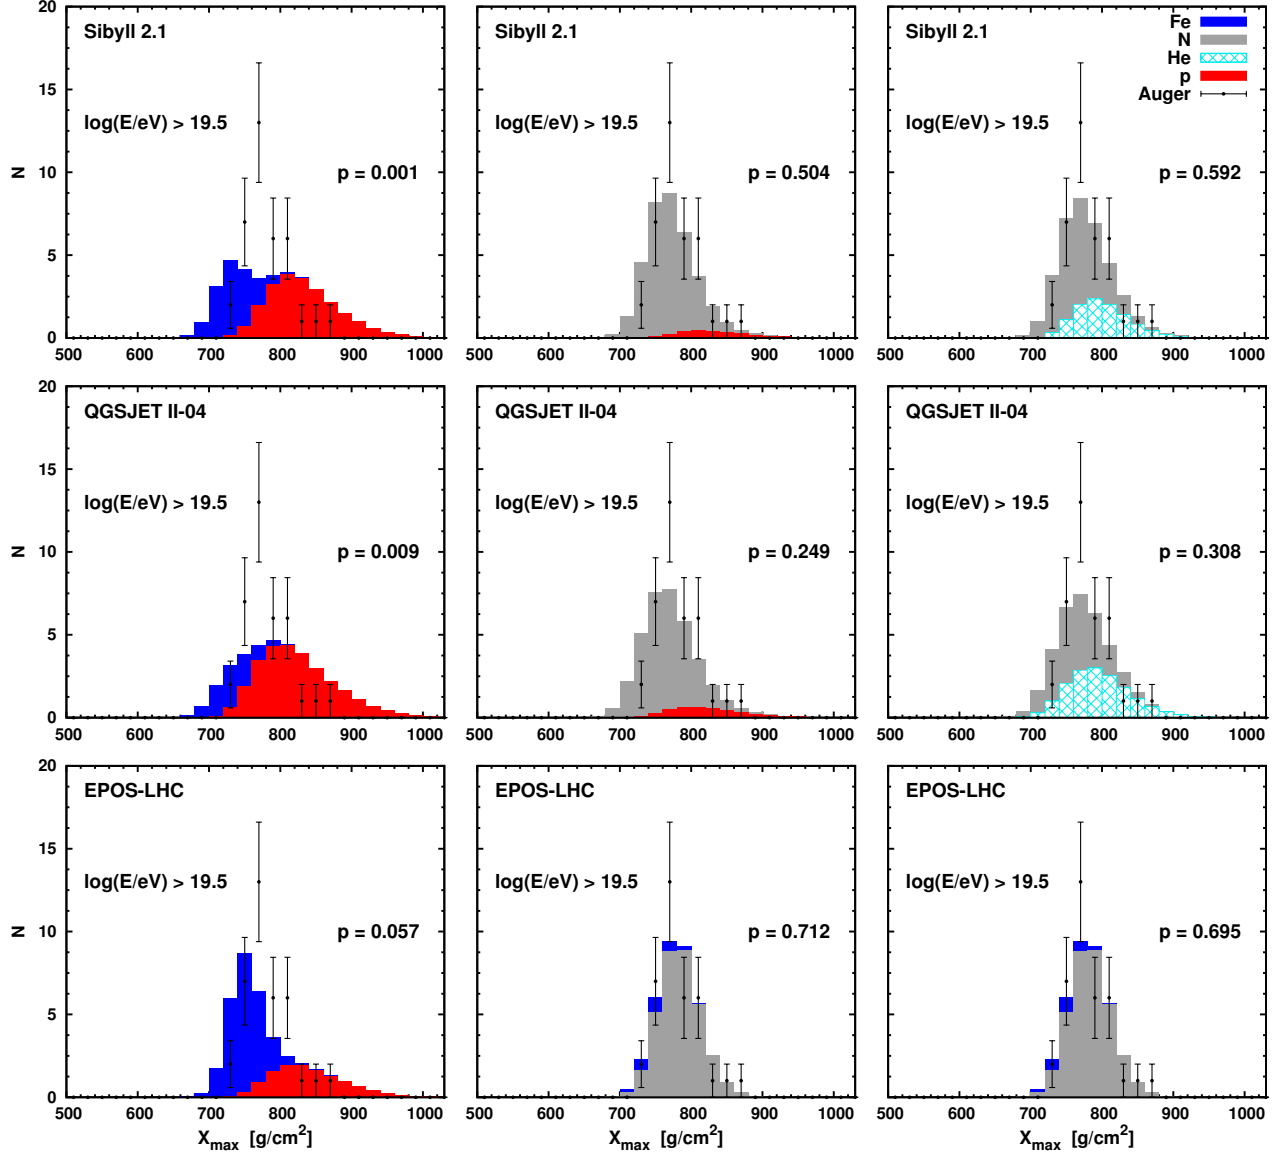 20
15
10
5
0
N
Sibyll 2.1
log(E/eV) > 19.5
p = 0.001
500 600 700 800 900 1000
Sibyll 2.1
log(E/eV) > 19.5
p = 0.504
500 600 700 800 900 1000
Sibyll 2.1
Fe
N
He
p
Auger
log(E/eV) > 19.5
p = 0.592
500 600 700 800 900 1000
20
15
10
5
0
N
QGSJET II-04
log(E/eV) > 19.5
p = 0.009
500 600 700 800 900 1000
QGSJET II-04
log(E/eV) > 19.5
p = 0.249
500 600 700 800 900 1000
QGSJET II-04
log(E/eV) > 19.5
p = 0.308
500 600 700 800 900 1000
20
15
10
5
0
N
EPOS-LHC
log(E/eV) > 19.5
p = 0.057
500 600 700 800 900 1000
X_max [g/cm²]
EPOS-LHC
log(E/eV) > 19.5
p = 0.712
500 600 700 800 900 1000
X_max [g/cm²]
EPOS-LHC
log(E/eV) > 19.5
p = 0.695
500 600 700 800 900 1000
X_max [g/cm²]